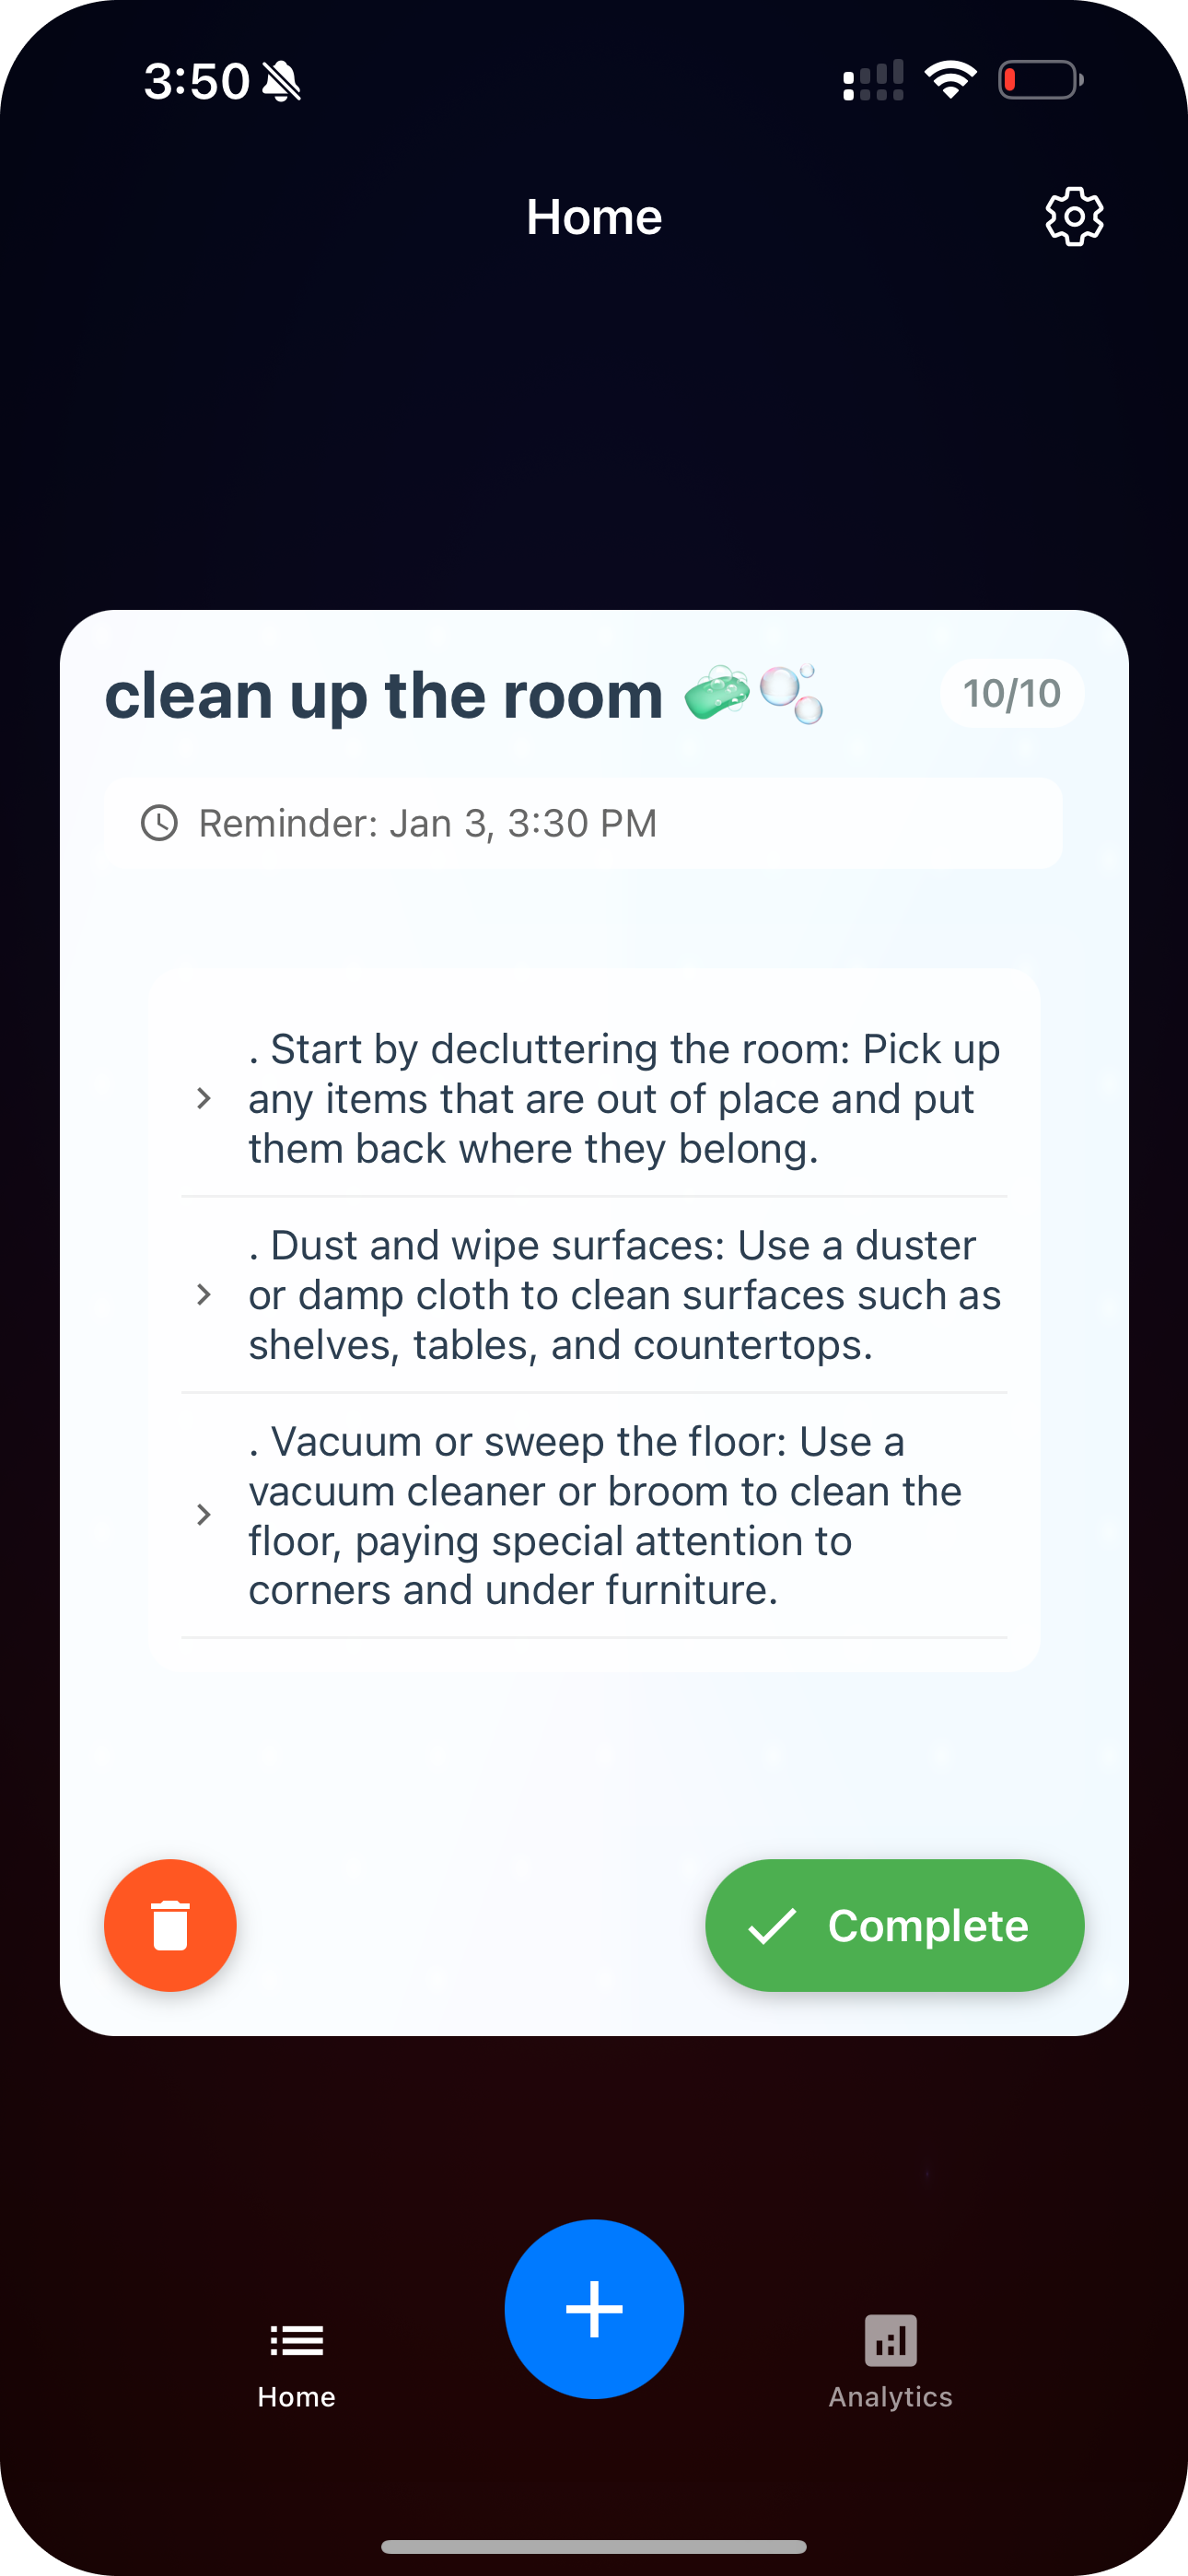 3:50
Home
clean up the room 🧼🫧
10/10
Reminder: Jan 3, 3:30 PM
. Start by decluttering the room: Pick up
any items that are out of place and put
them back where they belong.
. Dust and wipe surfaces: Use a duster
or damp cloth to clean surfaces such as
shelves, tables, and countertops.
. Vacuum or sweep the floor: Use a
vacuum cleaner or broom to clean the
floor, paying special attention to
corners and under furniture.
Complete
Home
Analytics